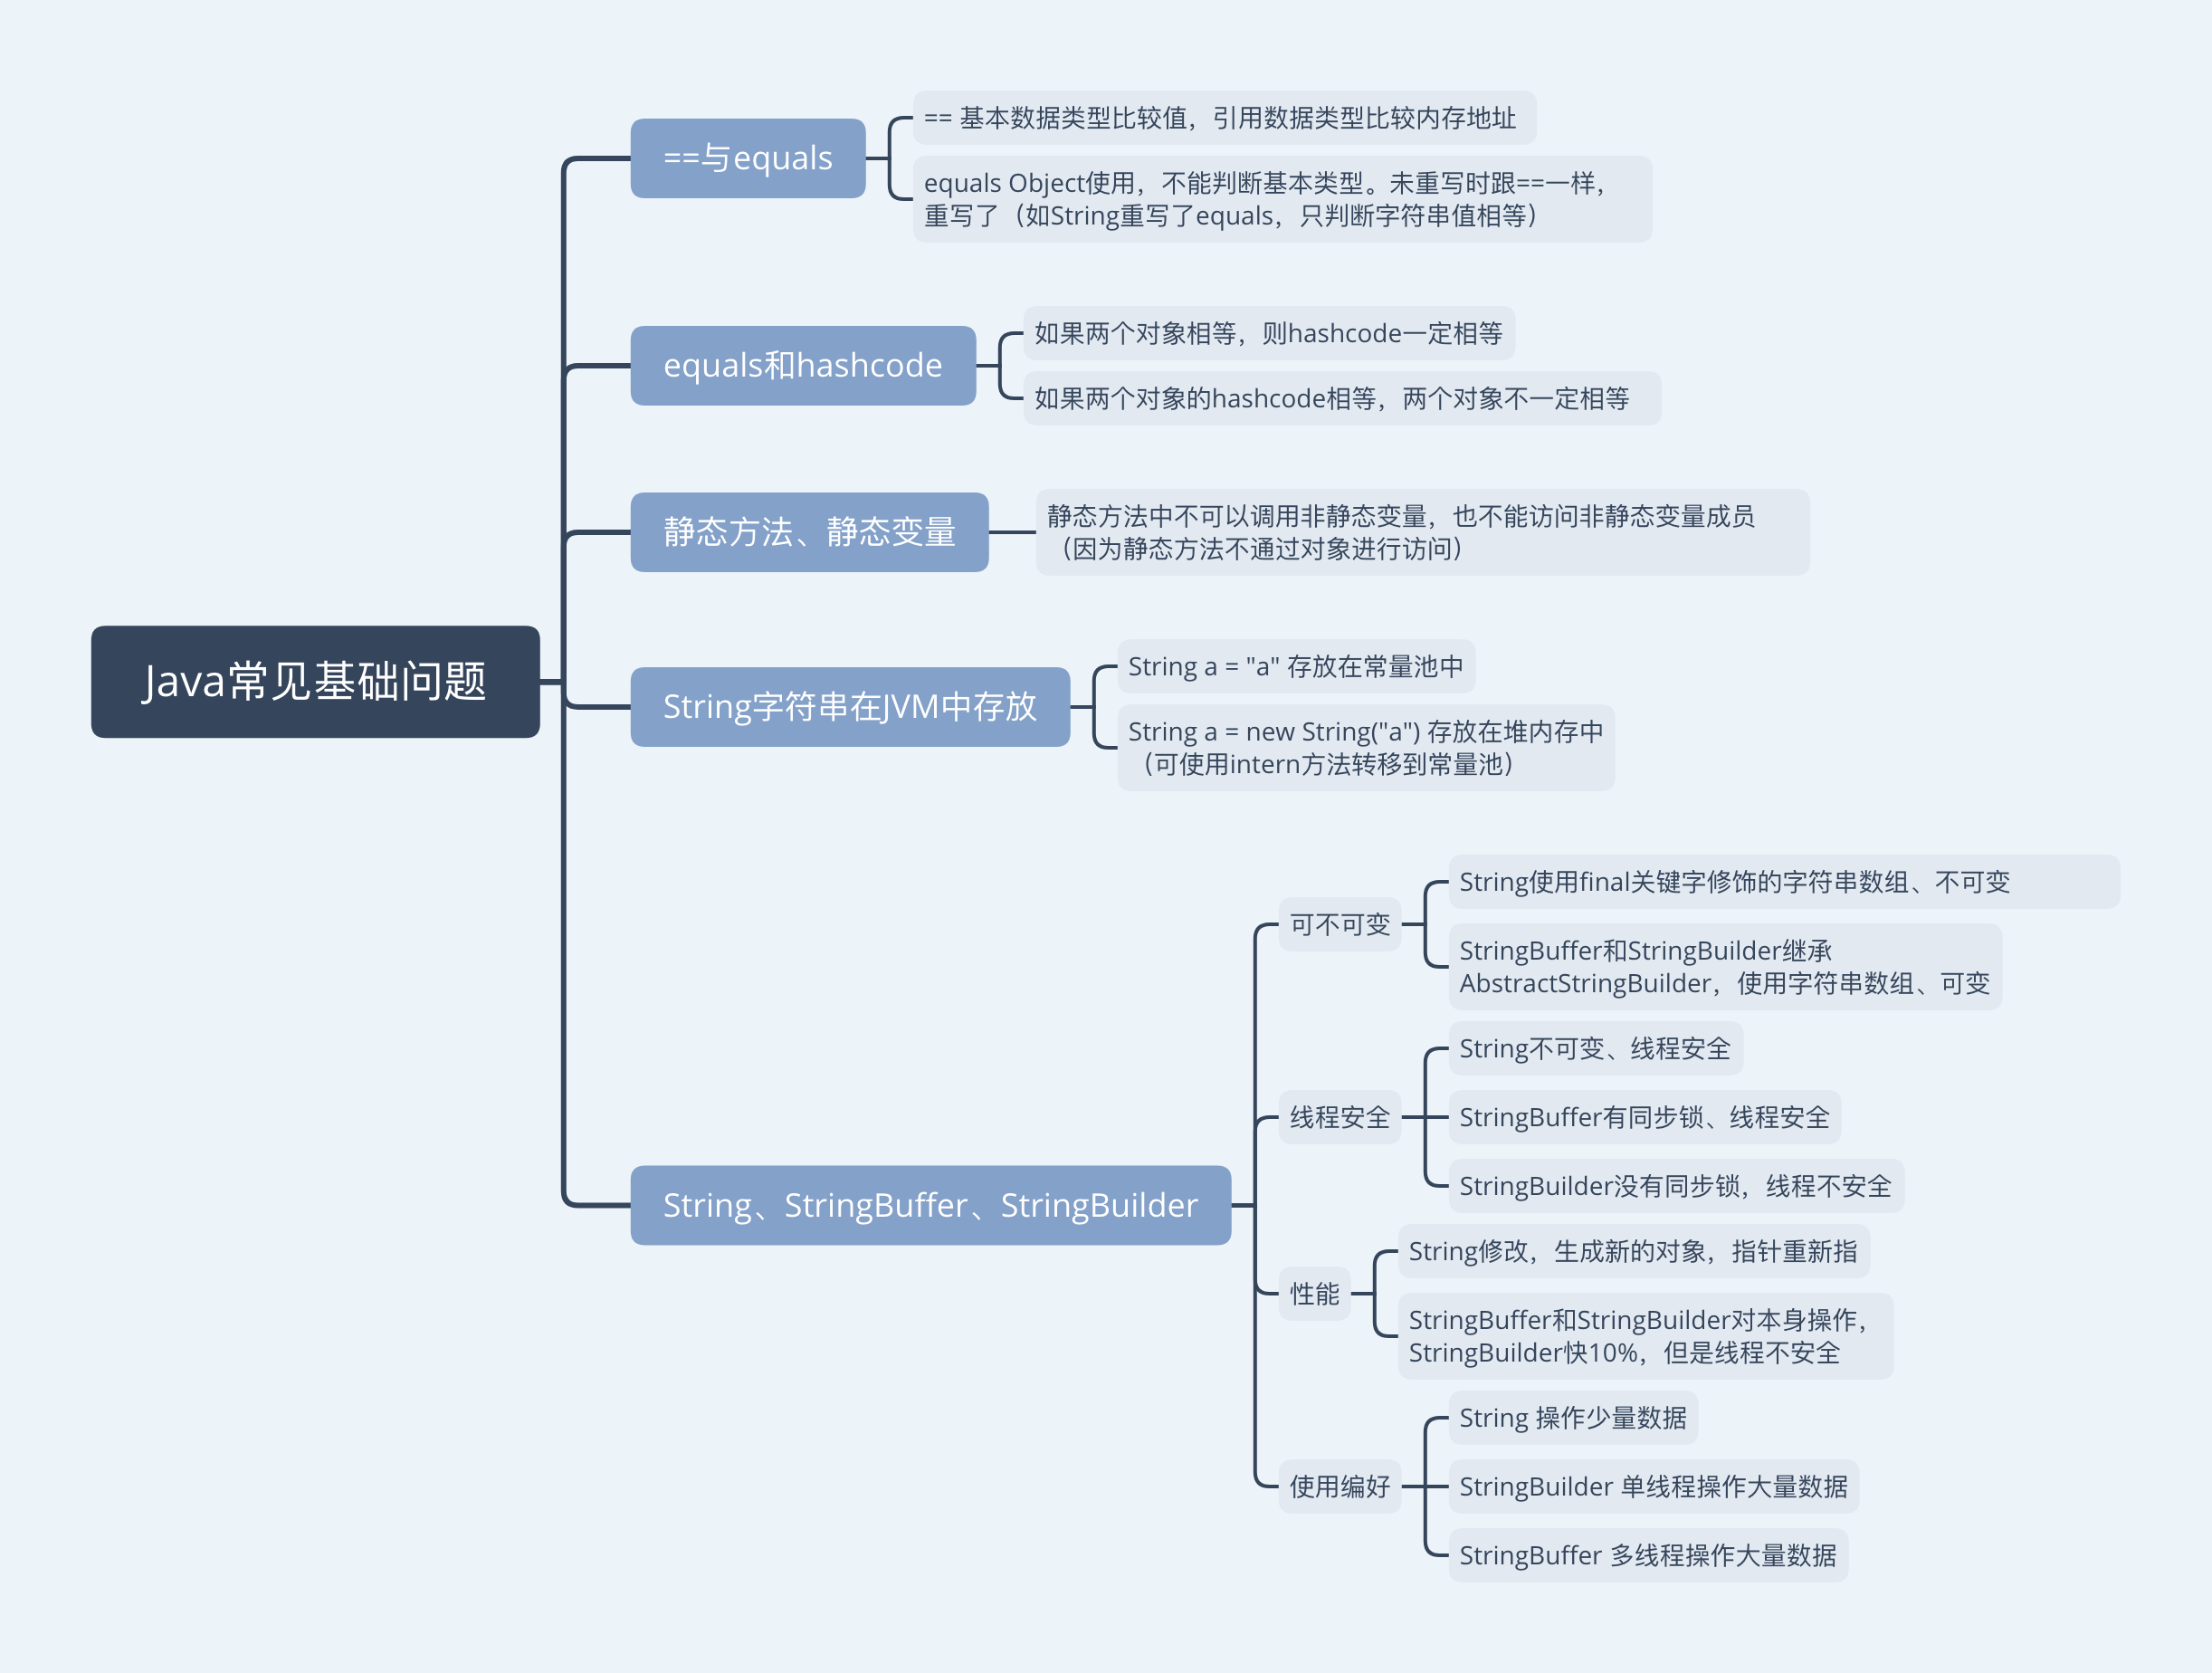 Java常见基础问题
==与equals
== 基本数据类型比较值，引用数据类型比较内存地址
equals Object使用，不能判断基本类型。未重写时跟==一样，
重写了（如String重写了equals，只判断字符串值相等）
equals和hashcode
如果两个对象相等，则hashcode一定相等
如果两个对象的hashcode相等，两个对象不一定相等
静态方法、静态变量
静态方法中不可以调用非静态变量，也不能访问非静态变量成员
（因为静态方法不通过对象进行访问）
String字符串在JVM中存放
String a = "a" 存放在常量池中
String a = new String("a") 存放在堆内存中
（可使用intern方法转移到常量池）
String、StringBuffer、StringBuilder
可不可变
String使用final关键字修饰的字符串数组、不可变
StringBuffer和StringBuilder继承
AbstractStringBuilder，使用字符串数组、可变
线程安全
String不可变、线程安全
StringBuffer有同步锁、线程安全
StringBuilder没有同步锁，线程不安全
性能
String修改，生成新的对象，指针重新指
StringBuffer和StringBuilder对本身操作，
StringBuilder快10%，但是线程不安全
使用编好
String 操作少量数据
StringBuilder 单线程操作大量数据
StringBuffer 多线程操作大量数据